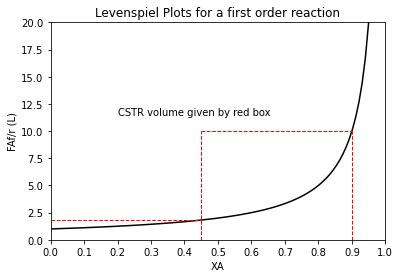 Levenspiel Plots for a first order reaction
20.0
17.5
15.0
12.5
10.0
7.5
5.0
2.5
0.0
FAf/r (L)
CSTR volume given by red box
0.0 0.1 0.2 0.3 0.4 0.5 0.6 0.7 0.8 0.9 1.0
XA